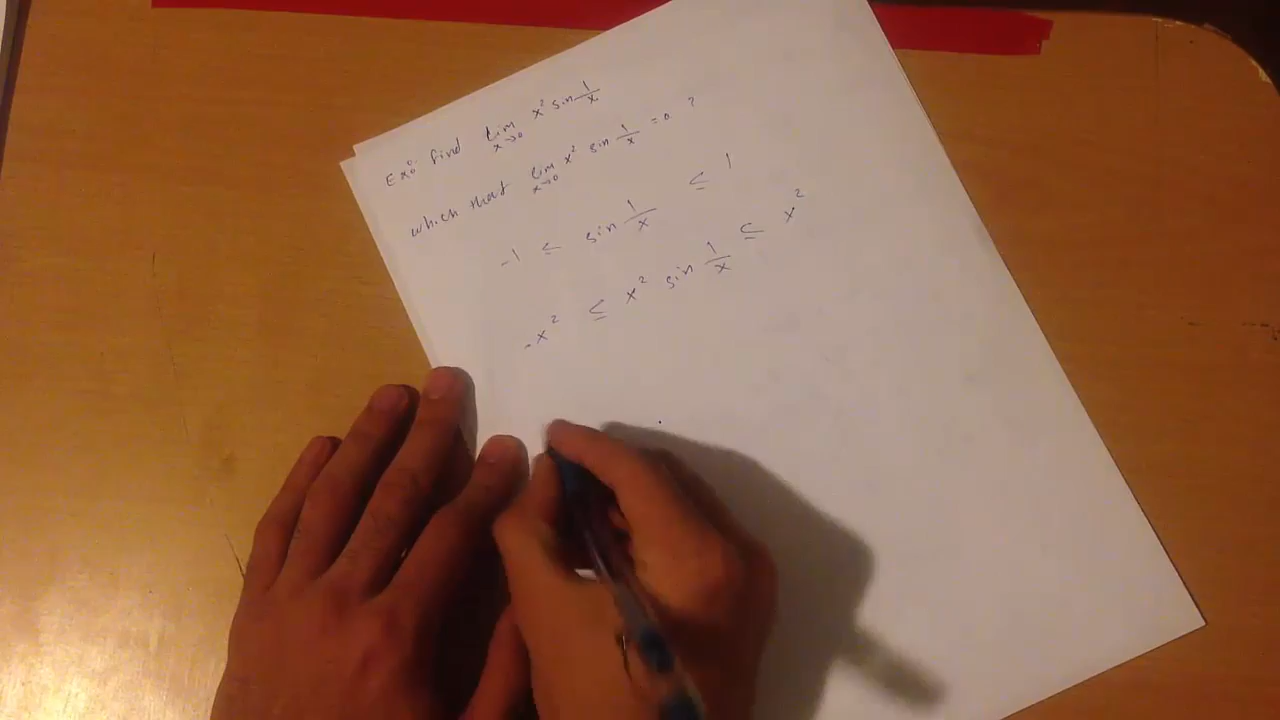 Exo: find lim x→0 x² sin 1/x
which that lim x→0 x² sin 1/x = 0 ?
-1 ≤ sin 1/x ≤ 1
-x² ≤ x² sin 1/x ≤ x²